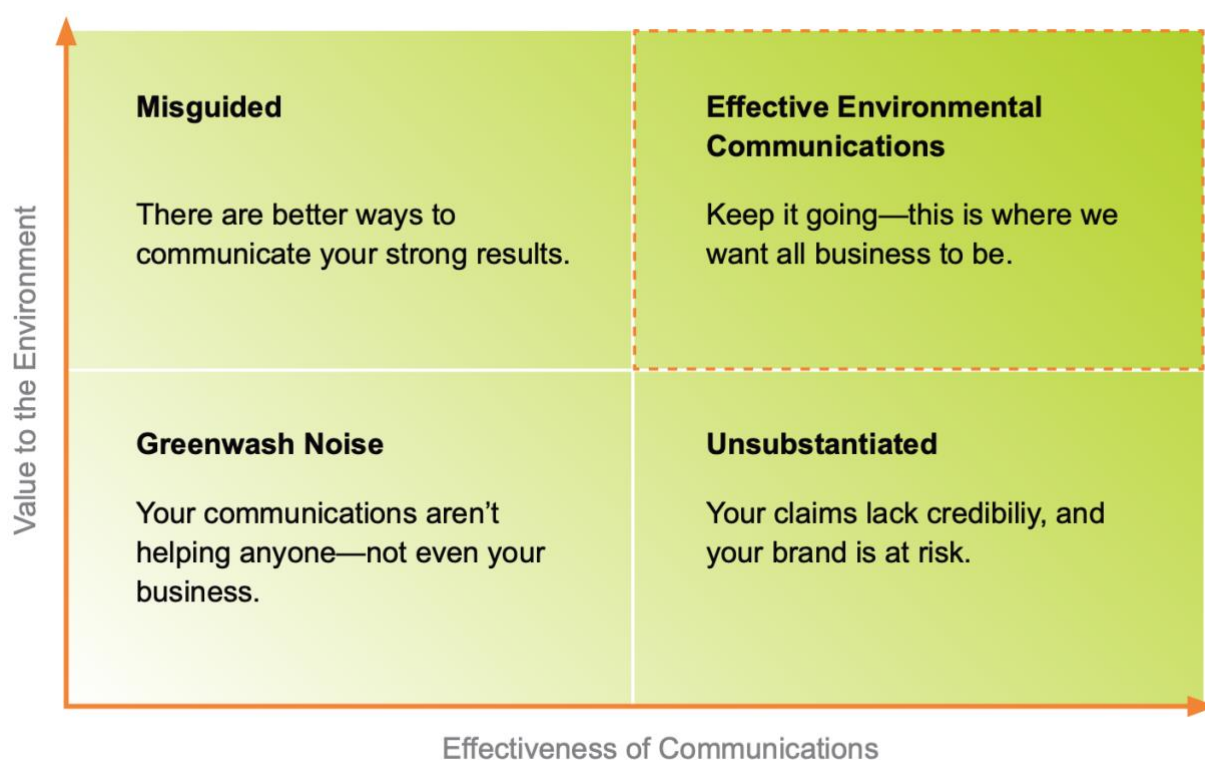 Misguided
There are better ways to
communicate your strong results.
Effective Environmental
Communications
Keep it going—this is where we
want all business to be.
Greenwash Noise
Your communications aren’t
helping anyone—not even your
business.
Unsubstantiated
Your claims lack credibiliy, and
your brand is at risk.
Value to the Environment
Effectiveness of Communications